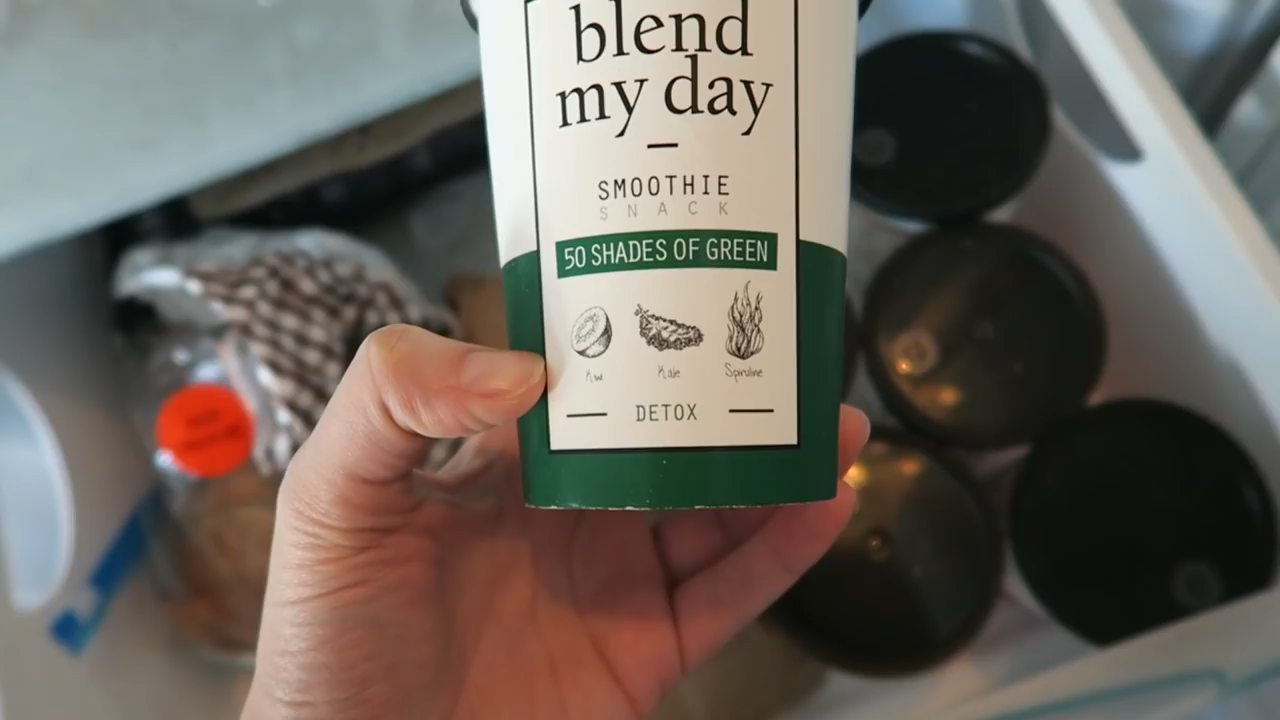 blend
my day
SMOOTHIE
SNACK
50 SHADES OF GREEN
Kiwi Kale Spiruline
DETOX